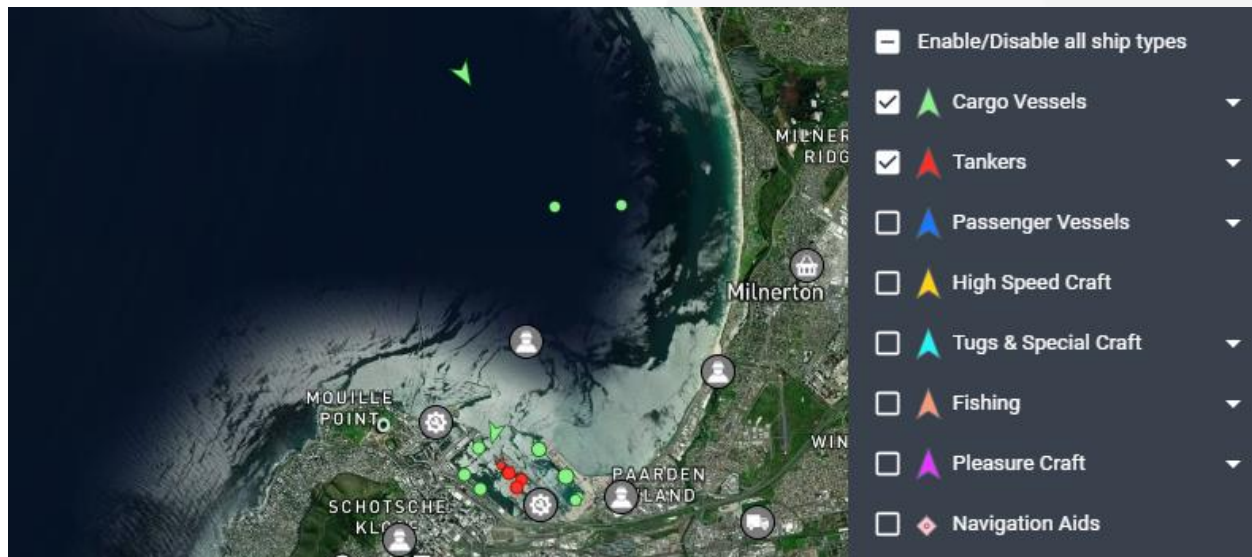 Enable/Disable all ship types
Cargo Vessels
MILNER
RIDG
Tankers
Passenger Vessels
Milnerton
High Speed Craft
Tugs & Special Craft
MOUILLE
POINT
Fishing
WIN
PAARDEN
LAND
Pleasure Craft
SCHOTSCHE
KL
Navigation Aids